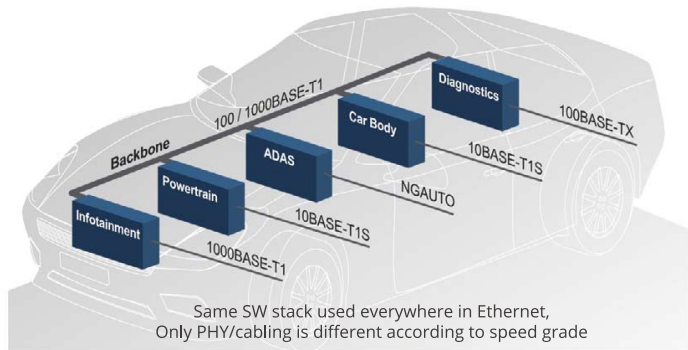 Backbone
100 / 1000BASE-T1
Diagnostics
100BASE-TX
Car Body
10BASE-T1S
ADAS
NGAUTO
Powertrain
10BASE-T1S
Infotainment
1000BASE-T1
Same SW stack used everywhere in Ethernet,
Only PHY/cabling is different according to speed grade